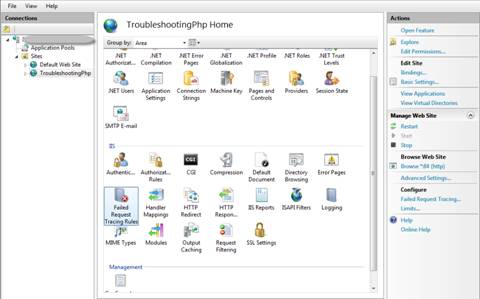 File View Help
Connections
TroubleshootingPhp Home
Actions
Application Pools
Sites
Default Web Site
TroubleshootingPhp
Group by: Area
.NET Authorizat... .NET Compilation .NET Error Pages .NET Globalization .NET Profile .NET Roles .NET Trust Levels
.NET Users Application Settings Connection Strings Machine Key Pages and Controls Providers Session State
SMTP E-mail
IIS
Authentic... Authorizat... Rules CGI Compression Default Document Directory Browsing Error Pages
Failed Request Tracing Rules Handler Mappings HTTP Redirect HTTP Respon... IIS Reports ISAPI Filters Logging
MIME Types Modules Output Caching Request Filtering SSL Settings
Management
Open Feature
Explore
Edit Permissions...
Edit Site
Bindings...
Basic Settings...
View Applications
View Virtual Directories
Manage Web Site
Restart
Start
Stop
Browse Web Site
Browse *:84 (http)
Advanced Settings...
Configure
Failed Request Tracing...
Limits...
Help
Online Help